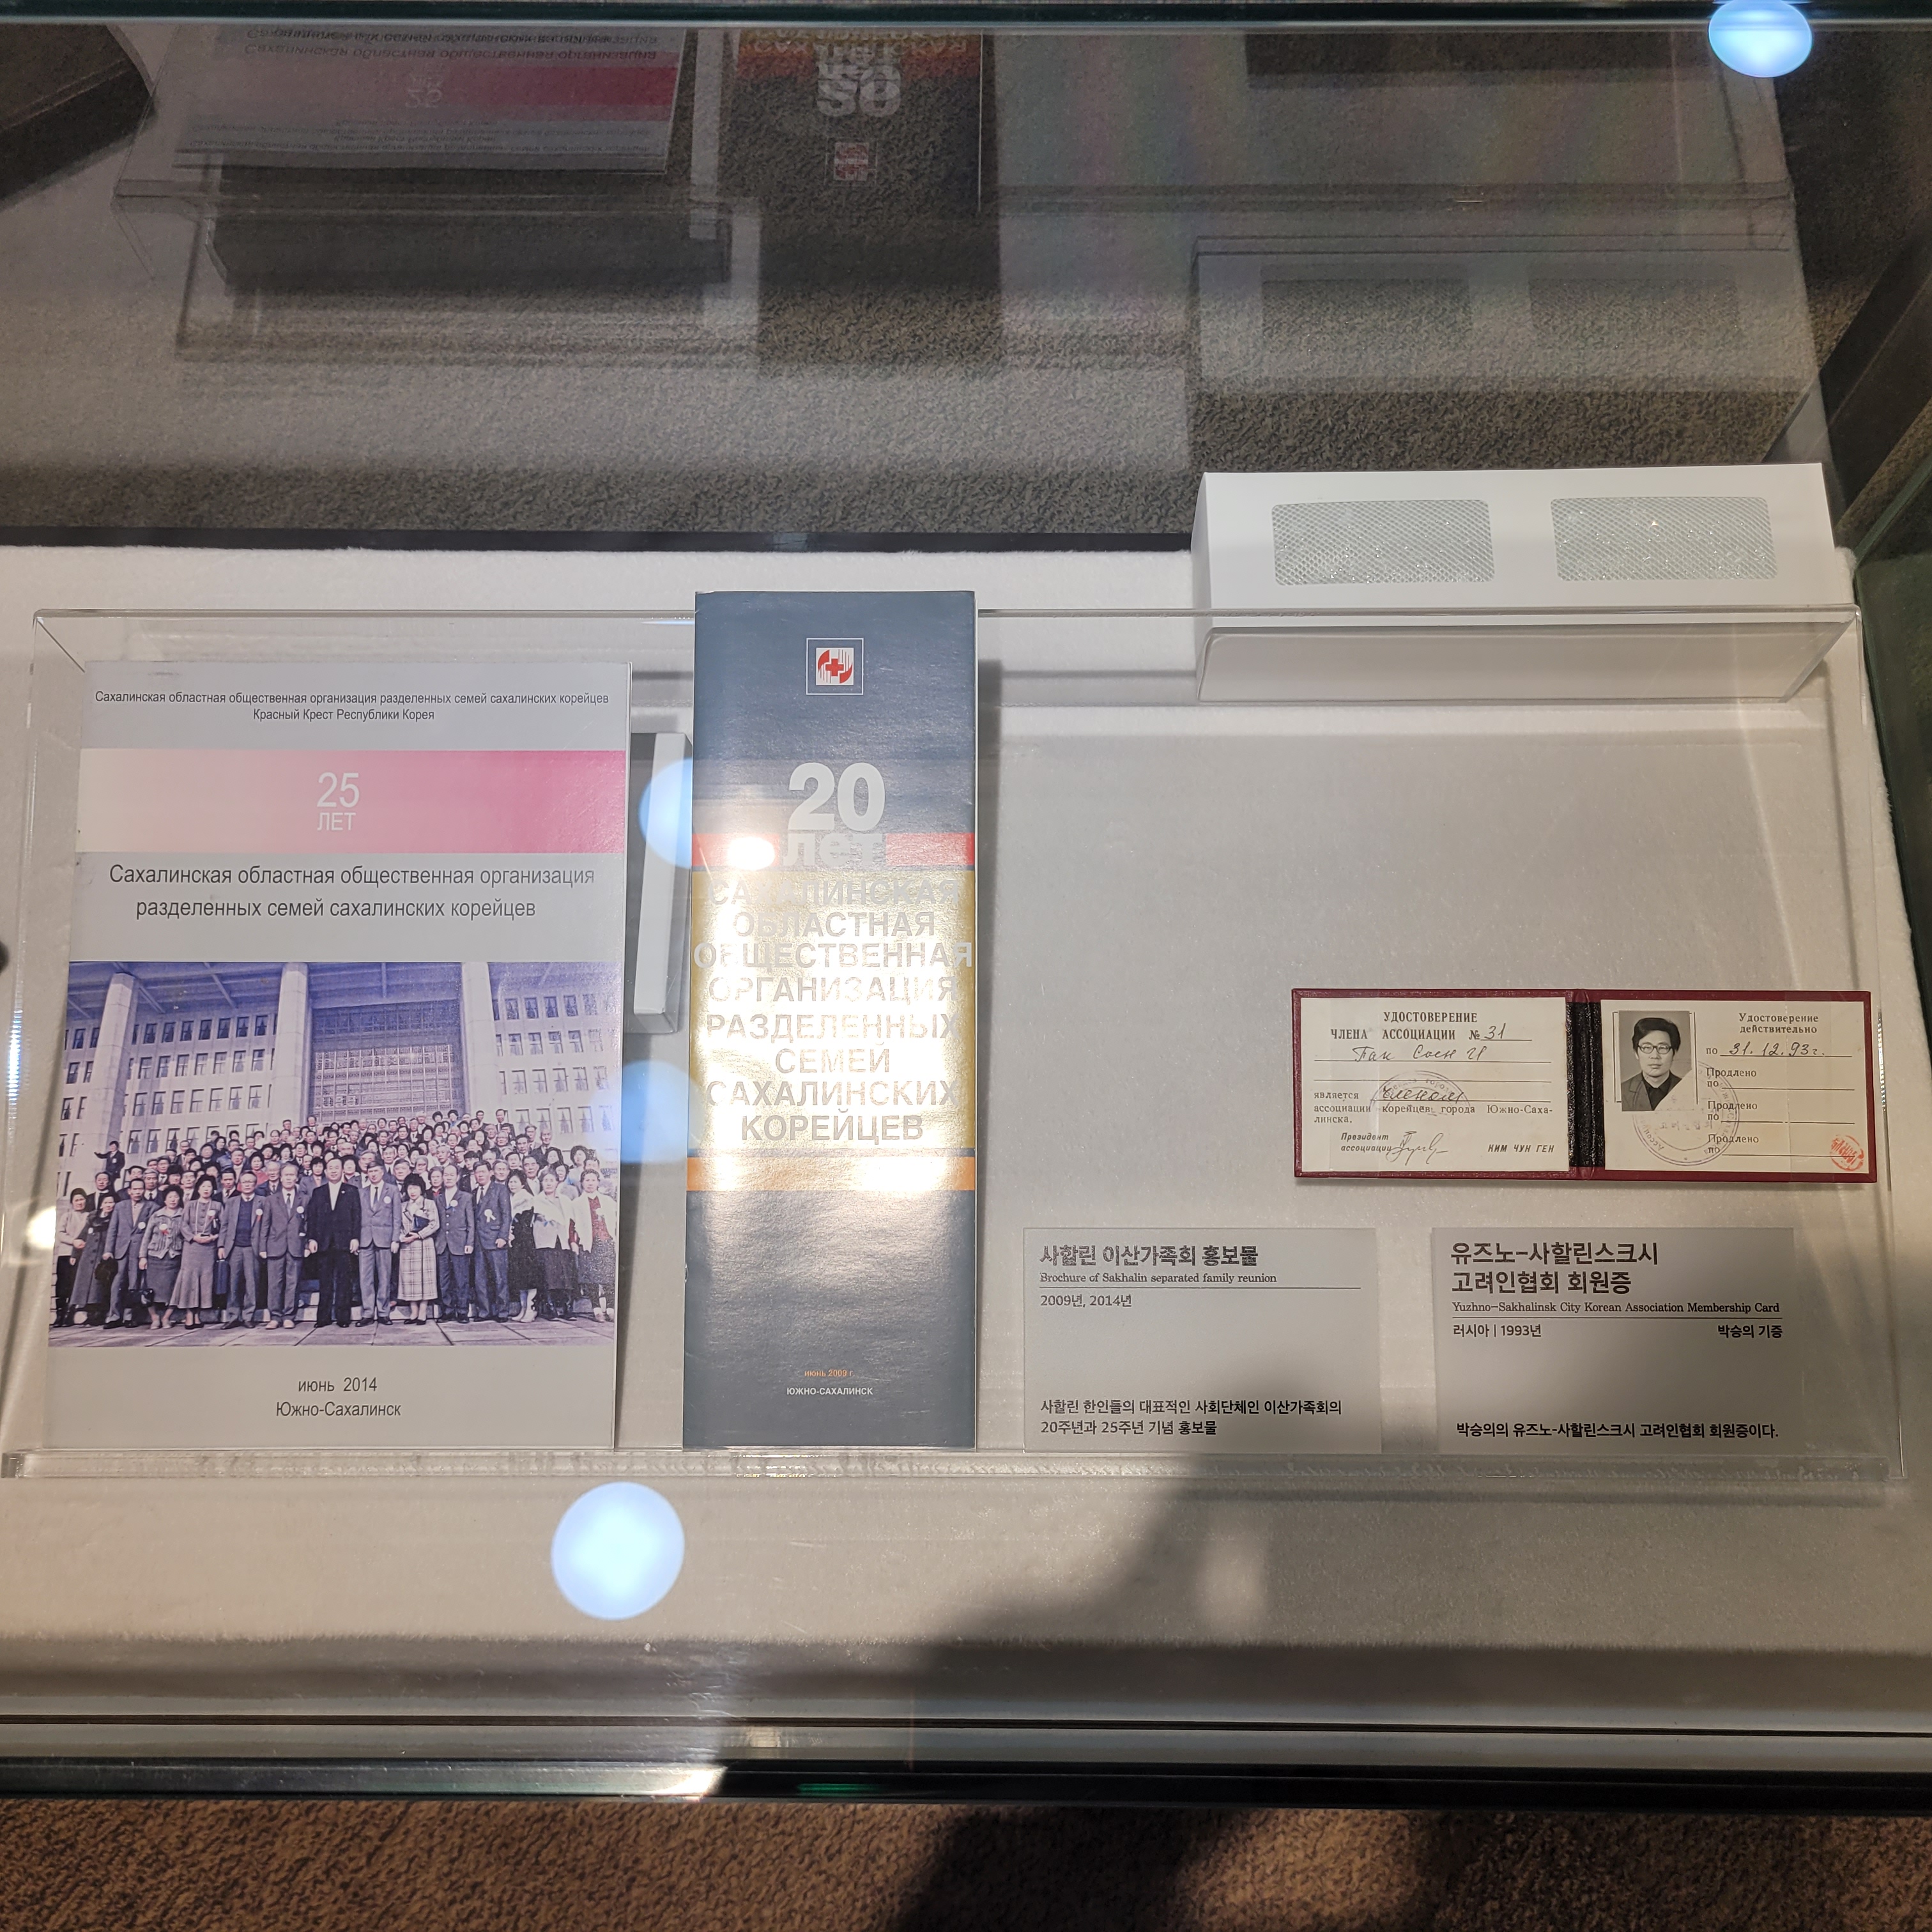 Сахалинская областная общественная организация разделенных семей сахалинских корейцев
Красный Крест Республики Корея
25
ЛЕТ
Сахалинская областная общественная организация
разделенных семей сахалинских корейцев
июнь 2014
Южно-Сахалинск
20
лет
САХАЛИНСКАЯ
ОБЛАСТНАЯ
ОБЩЕСТВЕННАЯ
ОРГАНИЗАЦИЯ
РАЗДЕЛЕННЫХ
СЕМЕЙ
САХАЛИНСКИХ
КОРЕЙЦЕВ
июнь 2009 г.
ЮЖНО-САХАЛИНСК
УДОСТОВЕРЕНИЕ
ЧЛЕНА АССОЦИАЦИИ № 31
Пак Сын Ы
является членом
ассоциации корейцев города Южно-Саха-
линска.
Президент
ассоциации
КИМ ЧУН ГЕН
Удостоверение
действительно
по 31.12.93г.
Продлено
по
Продлено
по
Продлено
по
사할린 이산가족회 홍보물
Brochure of Sakhalin separated family reunion
2009년, 2014년
사할린 한인들의 대표적인 사회단체인 이산가족회의
20주년과 25주년 기념 홍보물
유즈노-사할린스크시
고려인협회 회원증
Yuzhno-Sakhalinsk City Korean Association Membership Card
러시아 | 1993년 박승의 기증
박승의의 유즈노-사할린스크시 고려인협회 회원증이다.